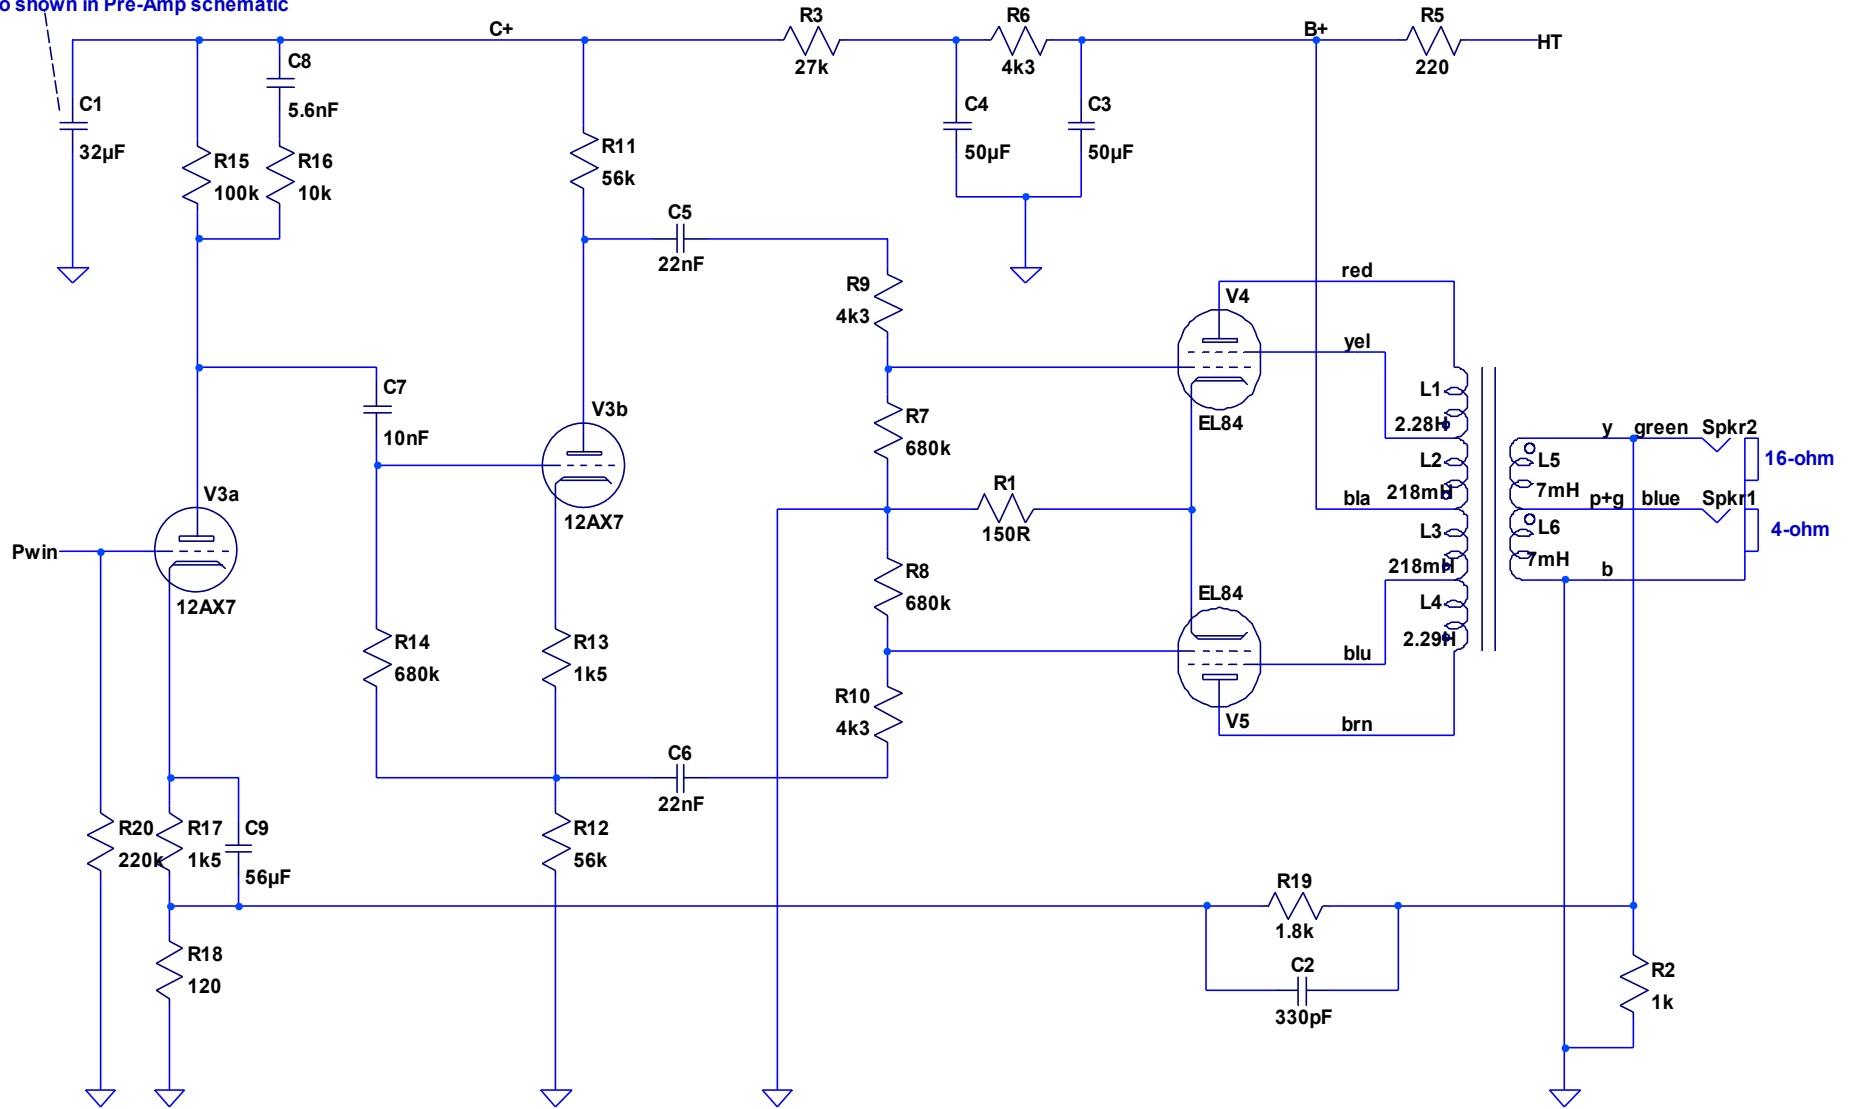 o shown in Pre-Amp schematic
C+
R3
27k
R6
4k3
B+
R5
220
HT
C1
32µF
C8
5.6nF
R15
100k
R16
10k
R11
56k
C4
50µF
C3
50µF
C5
22nF
R9
4k3
red
V4
yel
EL84
C7
10nF
V3b
12AX7
R7
680k
L1
2.28H
L2
218mH
bla
L3
218mH
L4
2.29H
y
green
Spkr2
16-ohm
L5
7mH
p+g
blue
Spkr1
4-ohm
L6
7mH
b
V3a
Pwin
12AX7
R1
150R
R8
680k
EL84
blu
V5
brn
R14
680k
R13
1k5
R10
4k3
C6
22nF
R20
220k
R17
1k5
C9
56µF
R12
56k
R18
120
R19
1.8k
C2
330pF
R2
1k